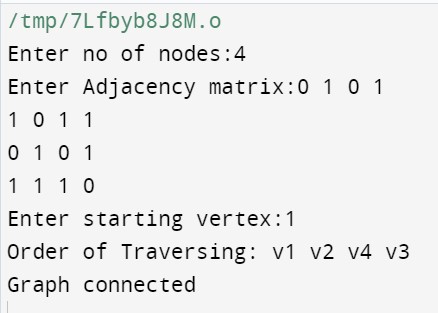 /tmp/7Lfbyb8J8M.o
Enter no of nodes:4
Enter Adjacency matrix:0 1 0 1
1 0 1 1
0 1 0 1
1 1 1 0
Enter starting vertex:1
Order of Traversing: v1 v2 v4 v3
Graph connected